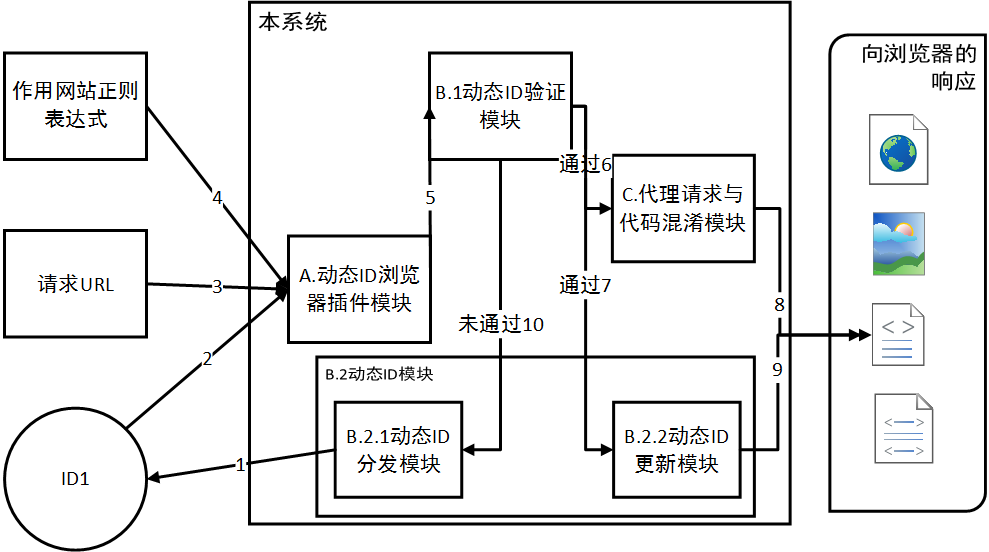 本系统
向浏览器的
响应
作用网站正则
表达式
B.1动态ID验证
模块
通过6
C.代理请求与
代码混淆模块
4
5
请求URL
3
A.动态ID浏览
器插件模块
通过7
8
未通过10
2
9
B.2动态ID模块
B.2.1动态ID
分发模块
B.2.2动态ID
更新模块
1
ID1